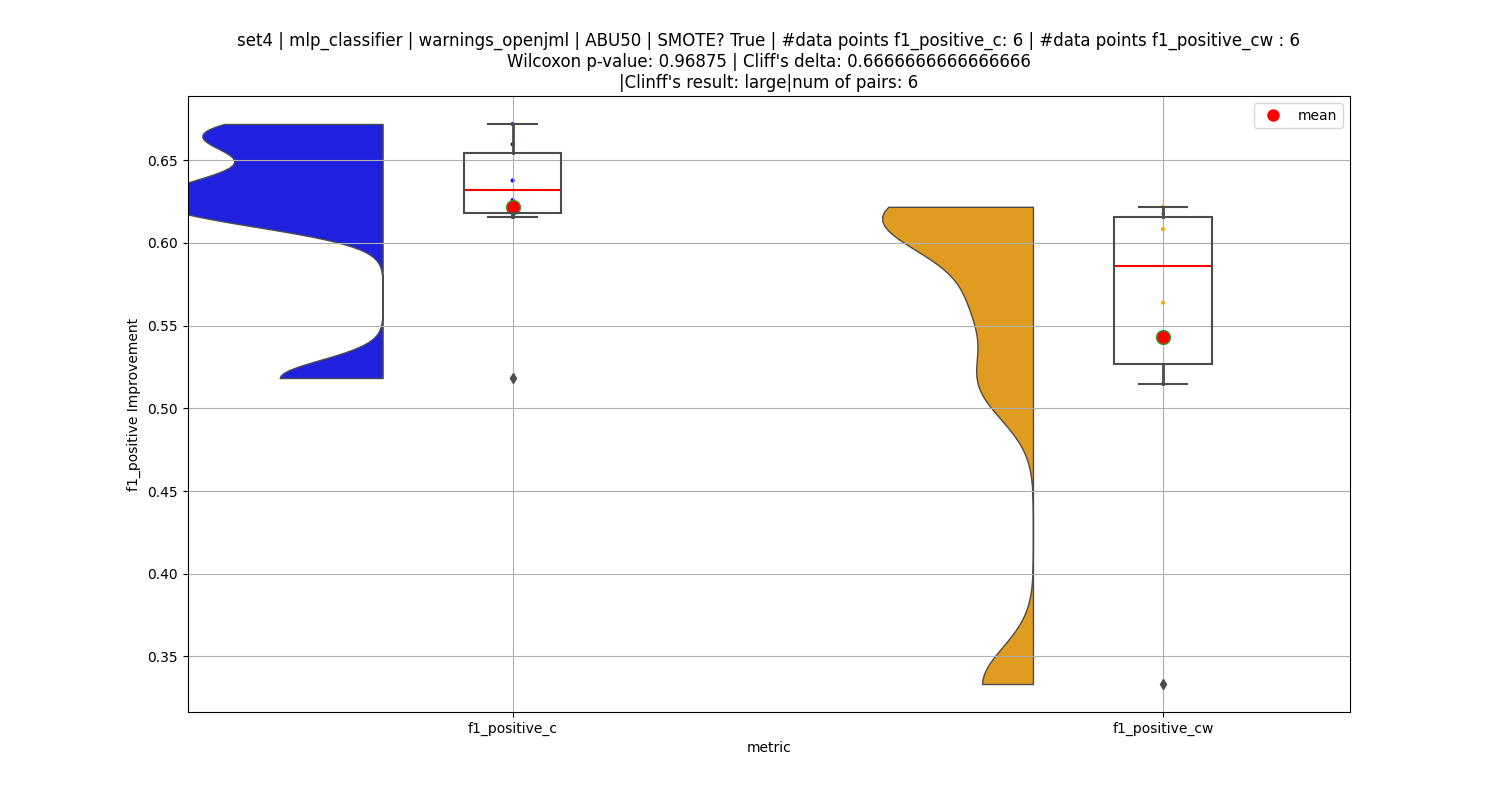 set4 | mlp_classifier | warnings_openjml | ABU50 | SMOTE? True | #data points f1_positive_c: 6 | #data points f1_positive_cw : 6
Wilcoxon p-value: 0.96875 | Cliff's delta: 0.6666666666666666
|Clinff's result: large|num of pairs: 6
mean
0.65
0.60
0.55
0.50
0.45
0.40
0.35
f1_positive Improvement
f1_positive_c
f1_positive_cw
metric